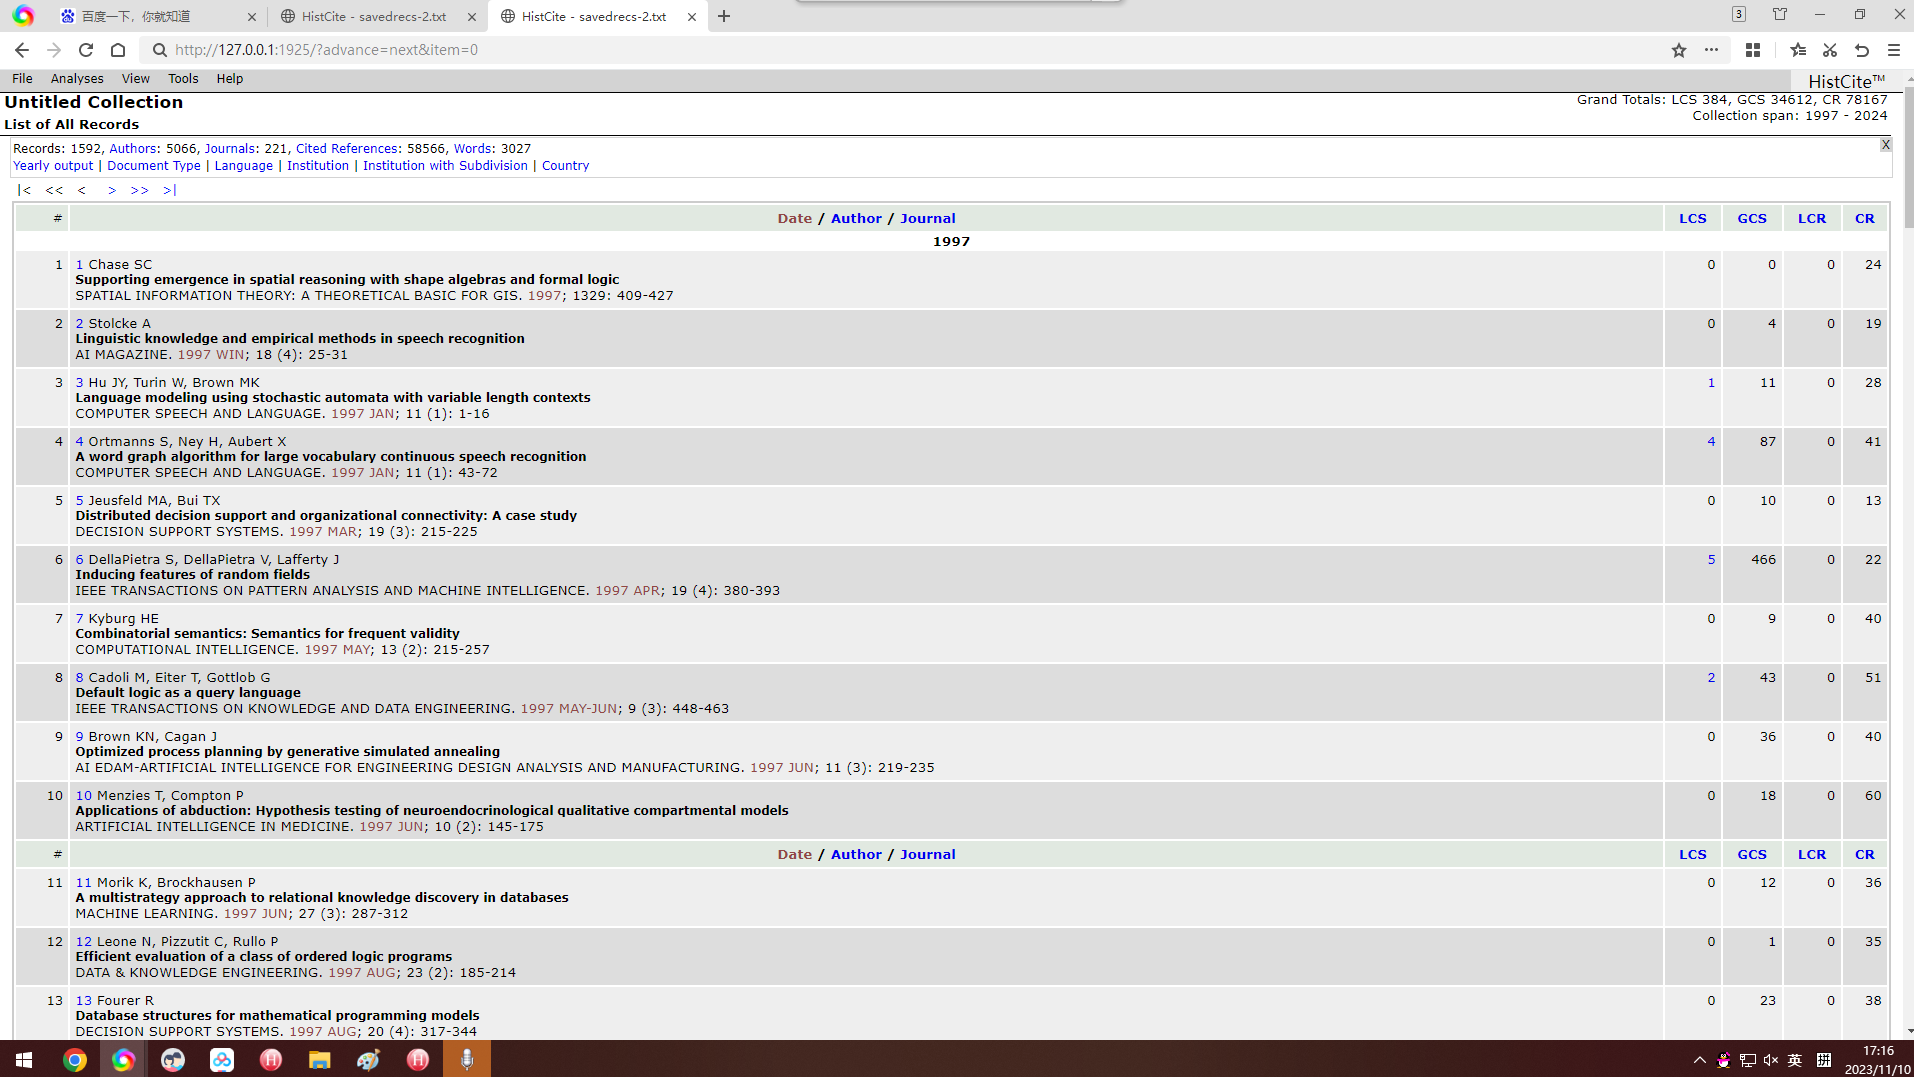 百度一下，你就知道
HistCite - savedrecs-2.txt
HistCite - savedrecs-2.txt
3
http://127.0.0.1:1925/?advance=next&item=0
File Analyses View Tools Help
HistCite™
Untitled Collection
Grand Totals: LCS 384, GCS 34612, CR 78167
List of All Records
Collection span: 1997 - 2024
Records: 1592, Authors: 5066, Journals: 221, Cited References: 58566, Words: 3027
X
Yearly output | Document Type | Language | Institution | Institution with Subdivision | Country
|< << < > >> >|
# Date / Author / Journal LCS GCS LCR CR
1997
1 1 Chase SC 0 0 0 24
Supporting emergence in spatial reasoning with shape algebras and formal logic
SPATIAL INFORMATION THEORY: A THEORETICAL BASIC FOR GIS. 1997; 1329: 409-427
2 2 Stolcke A 0 4 0 19
Linguistic knowledge and empirical methods in speech recognition
AI MAGAZINE. 1997 WIN; 18 (4): 25-31
3 3 Hu JY, Turin W, Brown MK 1 11 0 28
Language modeling using stochastic automata with variable length contexts
COMPUTER SPEECH AND LANGUAGE. 1997 JAN; 11 (1): 1-16
4 4 Ortmanns S, Ney H, Aubert X 4 87 0 41
A word graph algorithm for large vocabulary continuous speech recognition
COMPUTER SPEECH AND LANGUAGE. 1997 JAN; 11 (1): 43-72
5 5 Jeusfeld MA, Bui TX 0 10 0 13
Distributed decision support and organizational connectivity: A case study
DECISION SUPPORT SYSTEMS. 1997 MAR; 19 (3): 215-225
6 6 DellaPietra S, DellaPietra V, Lafferty J 5 466 0 22
Inducing features of random fields
IEEE TRANSACTIONS ON PATTERN ANALYSIS AND MACHINE INTELLIGENCE. 1997 APR; 19 (4): 380-393
7 7 Kyburg HE 0 9 0 40
Combinatorial semantics: Semantics for frequent validity
COMPUTATIONAL INTELLIGENCE. 1997 MAY; 13 (2): 215-257
8 8 Cadoli M, Eiter T, Gottlob G 2 43 0 51
Default logic as a query language
IEEE TRANSACTIONS ON KNOWLEDGE AND DATA ENGINEERING. 1997 MAY-JUN; 9 (3): 448-463
9 9 Brown KN, Cagan J 0 36 0 40
Optimized process planning by generative simulated annealing
AI EDAM-ARTIFICIAL INTELLIGENCE FOR ENGINEERING DESIGN ANALYSIS AND MANUFACTURING. 1997 JUN; 11 (3): 219-235
10 10 Menzies T, Compton P 0 18 0 60
Applications of abduction: Hypothesis testing of neuroendocrinological qualitative compartmental models
ARTIFICIAL INTELLIGENCE IN MEDICINE. 1997 JUN; 10 (2): 145-175
# Date / Author / Journal LCS GCS LCR CR
11 11 Morik K, Brockhausen P 0 12 0 36
A multistrategy approach to relational knowledge discovery in databases
MACHINE LEARNING. 1997 JUN; 27 (3): 287-312
12 12 Leone N, Pizzutit C, Rullo P 0 1 0 35
Efficient evaluation of a class of ordered logic programs
DATA & KNOWLEDGE ENGINEERING. 1997 AUG; 23 (2): 185-214
13 13 Fourer R 0 23 0 38
Database structures for mathematical programming models
DECISION SUPPORT SYSTEMS. 1997 AUG; 20 (4): 317-344
英 拼
17:16
2023/11/10